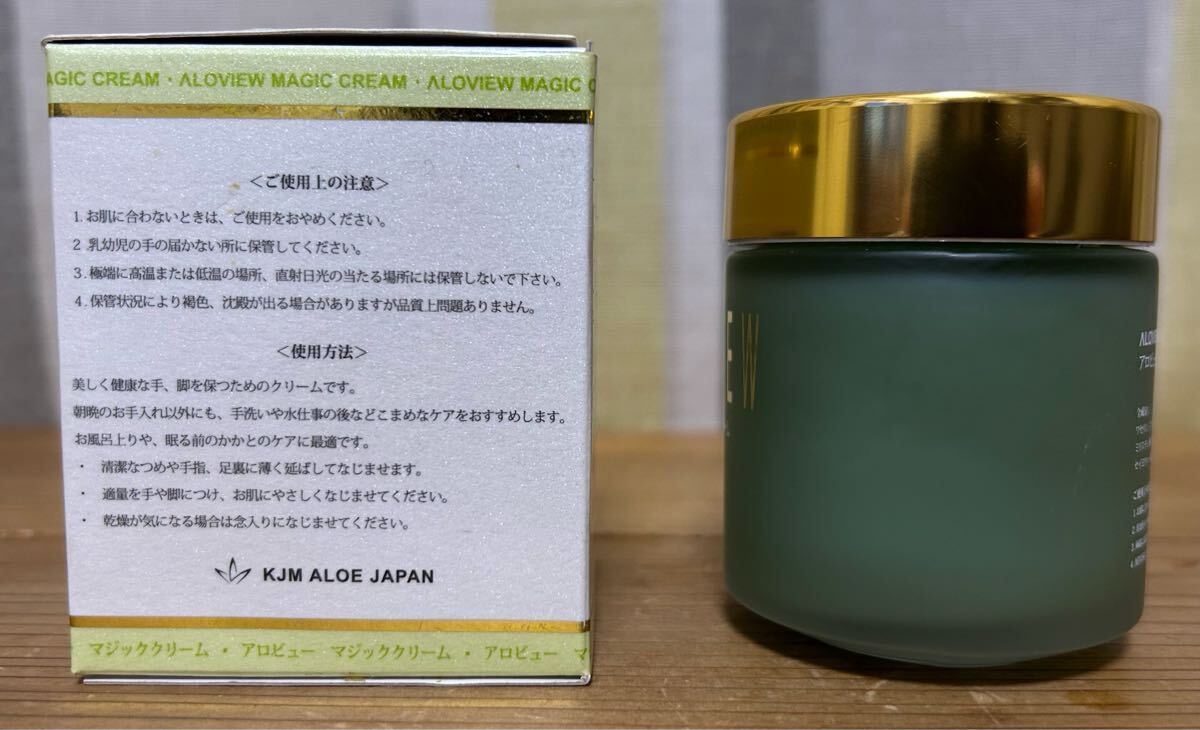 AGIC CREAM · ALOVIEW MAGIC CREAM · ALOVIEW MAGIC C
<ご使用上の注意>
1. お肌に合わないときは、ご使用をおやめください。
2 .乳幼児の手の届かない所に保管してください。
3. 極端に高温または低温の場所、直射日光の当たる場所には保管しないで下さい。
4. 保管状況により褐色、沈殿が出る場合がありますが品質上問題ありません。
<使用方法>
美しく健康な手、脚を保つためのクリームです。
朝晩のお手入れ以外にも、手洗いや水仕事の後などこまめなケアをおすすめします。
お風呂上りや、眠る前のかかとのケアに最適です。
・ 清潔なつめや手指、足裏に薄く延ばしてなじませます。
・ 適量を手や脚につけ、お肌にやさしくなじませてください。
・ 乾燥が気になる場合は念入りになじませてください。
KJM ALOE JAPAN
マジッククリーム ・ アロビュー マジッククリーム ・ アロビュー マ
EW
ALOVIEW
アロビュ